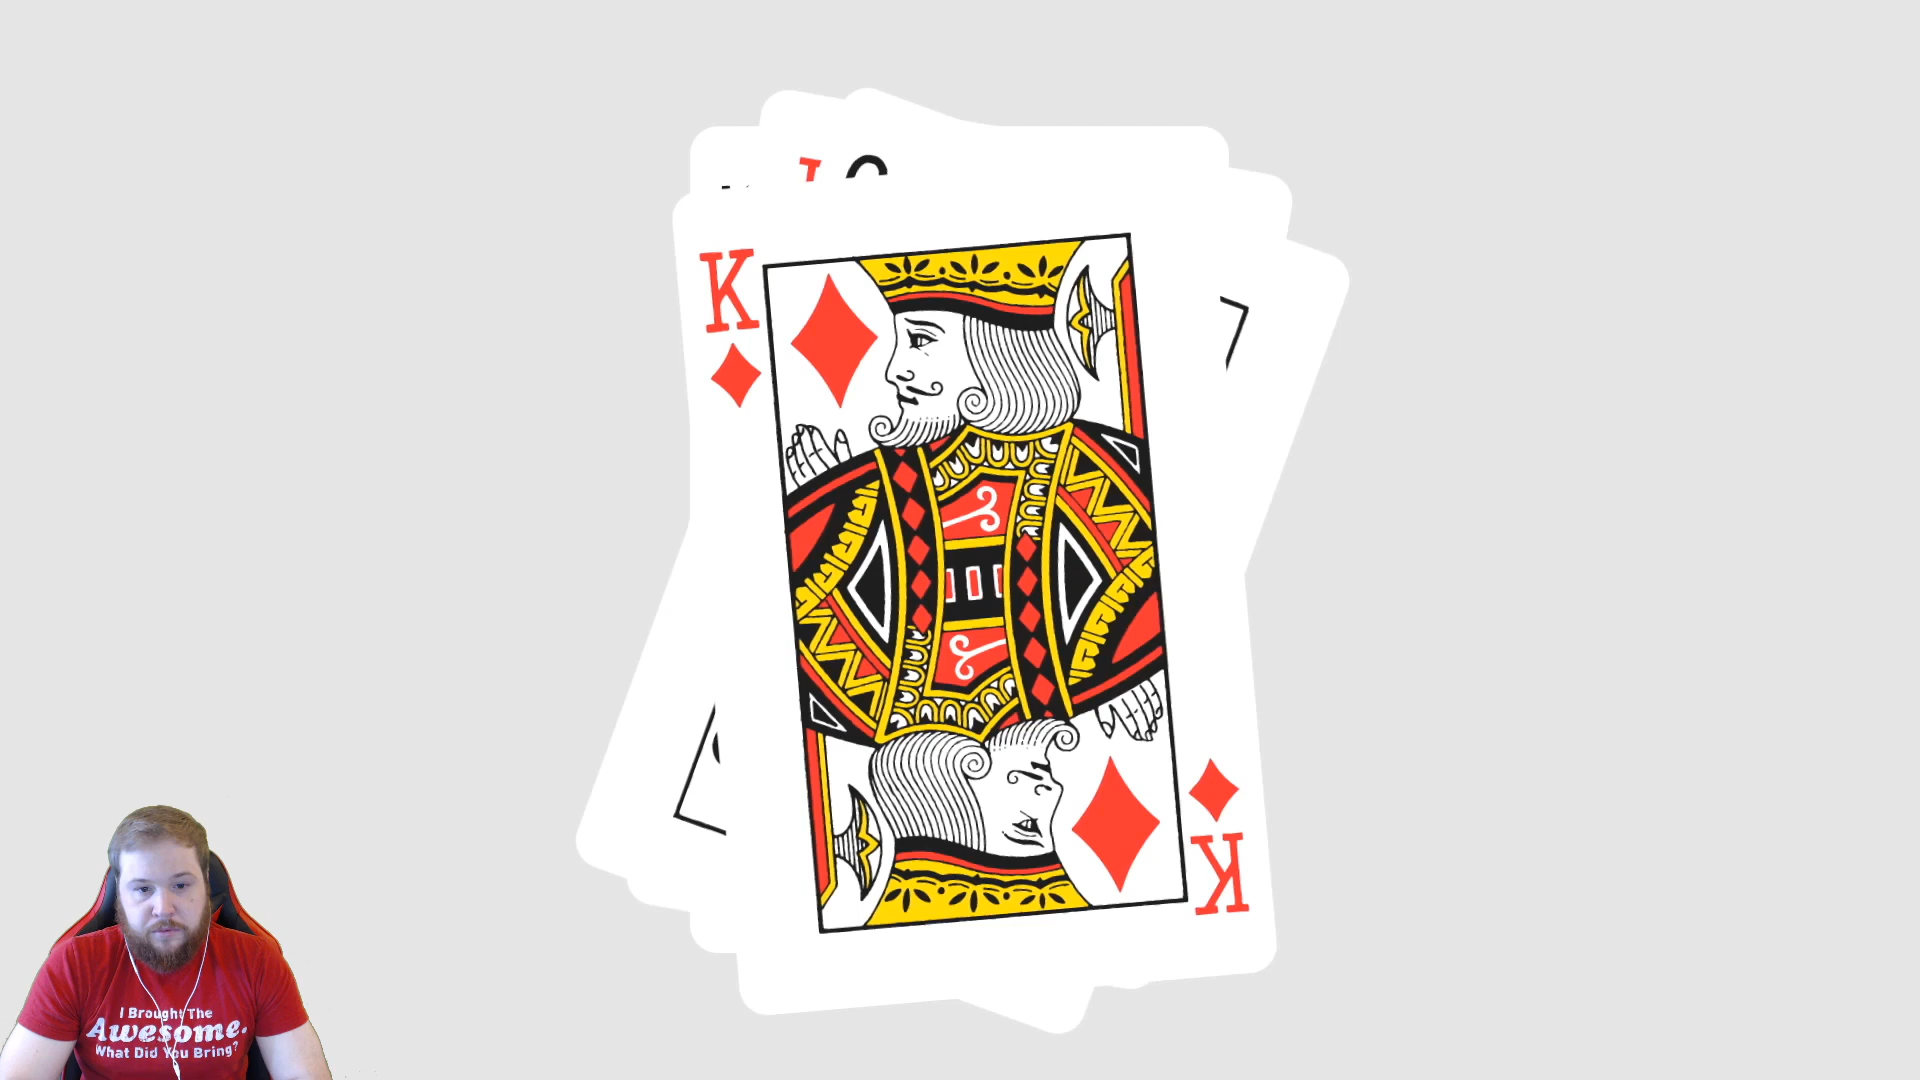 K
K
I Brought The
Awesome.
What Did You Bring?